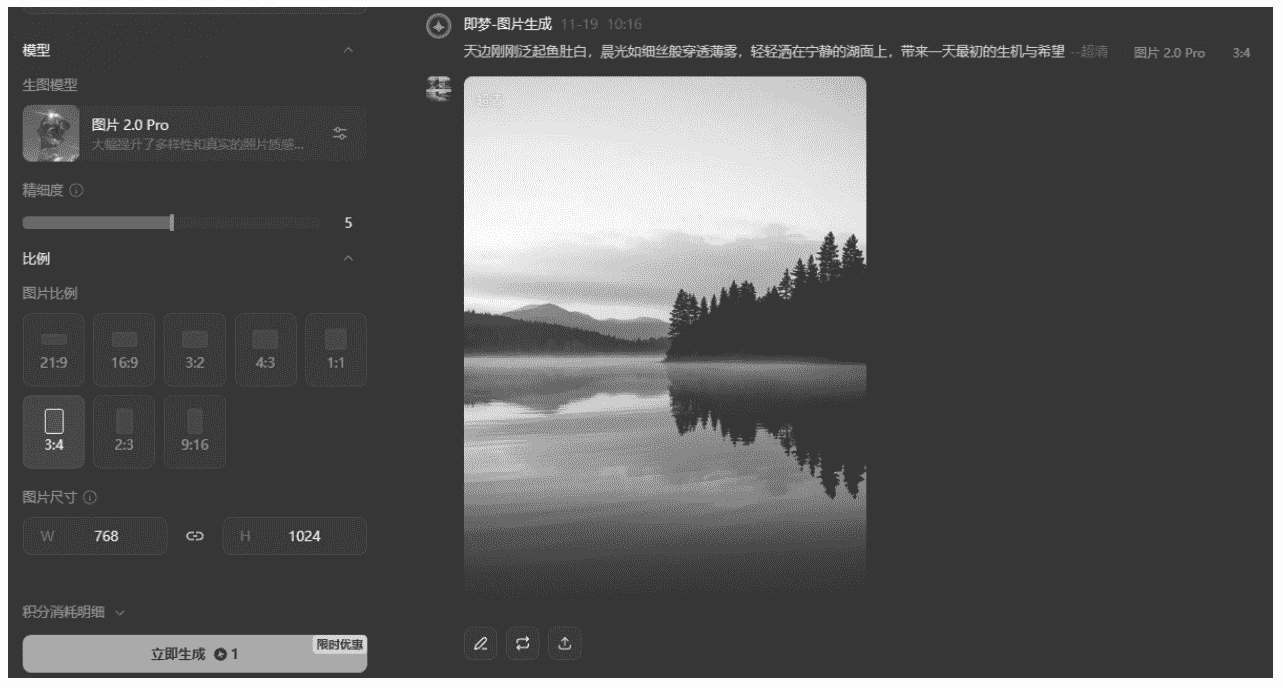 模型
生图模型
图片 2.0 Pro
大幅提升了多样性和真实的照片质感...
精细度
5
比例
图片比例
21:9
16:9
3:2
4:3
1:1
3:4
2:3
9:16
图片尺寸
W 768
H 1024
积分消耗明细
限时优惠
立即生成 1
即梦-图片生成 11-19 10:16
天边刚刚泛起鱼肚白，晨光如细丝般穿透薄雾，轻轻洒在宁静的湖面上，带来一天最初的生机与希望 --超清 图片 2.0 Pro 3:4
超清